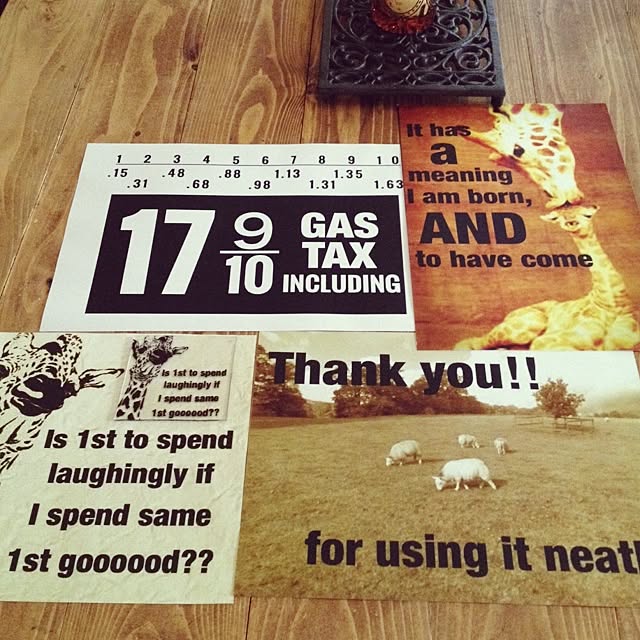 1 2 3 4 5 6 7 8 9 10
.15 .48 .88 1.13 1.35
.31 .68 .98 1.31 1.63
17 9/10 GAS
TAX
INCLUDING
It has
a
meaning
I am born,
AND
to have come
Is 1st to spend
laughingly if
I spend same
1st goooood??
Is 1st to spend
laughingly if
I spend same
1st goooood??
Thank you!!
for using it neatl